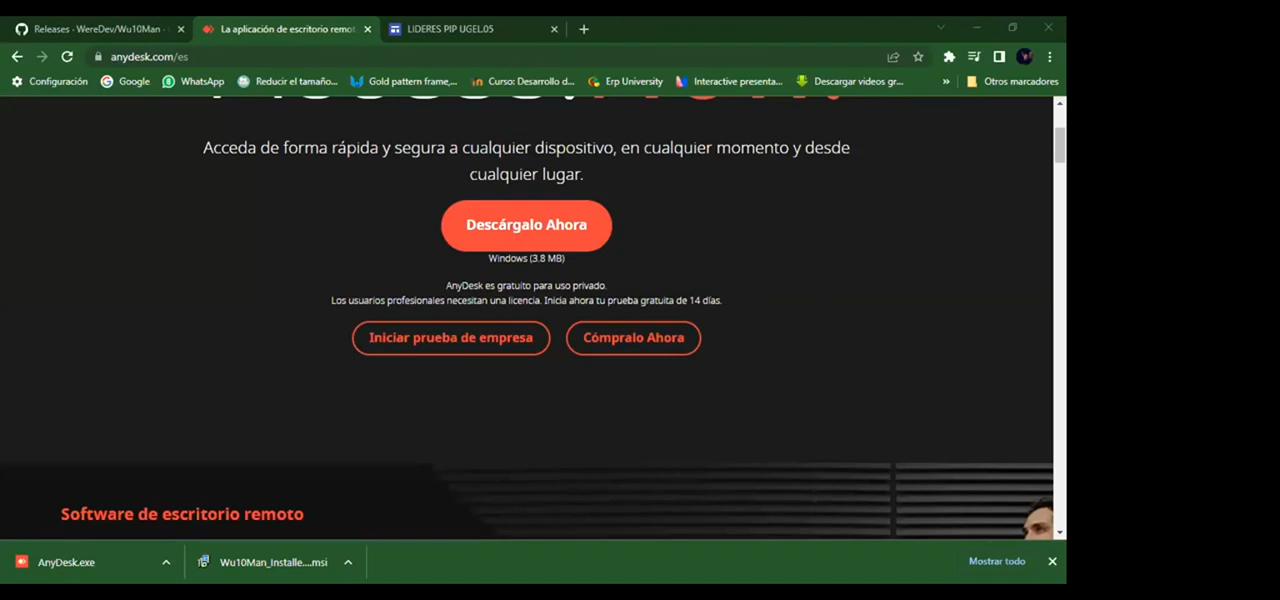 Releases · WereDev/Wu10Man ·
La aplicación de escritorio remot
LIDERES PIP UGEL.05
anydesk.com/es
Configuración
Google
WhatsApp
Reducir el tamaño...
Gold pattern frame,...
Curso: Desarrollo d...
Erp University
Interactive presenta...
Descargar videos gr...
»
Otros marcadores
Acceda de forma rápida y segura a cualquier dispositivo, en cualquier momento y desde
cualquier lugar.
Descárgalo Ahora
Windows (3.8 MB)
AnyDesk es gratuito para uso privado.
Los usuarios profesionales necesitan una licencia. Inicia ahora tu prueba gratuita de 14 días.
Iniciar prueba de empresa
Cómpralo Ahora
Software de escritorio remoto
AnyDesk.exe
Wu10Man_Installe....msi
Mostrar todo